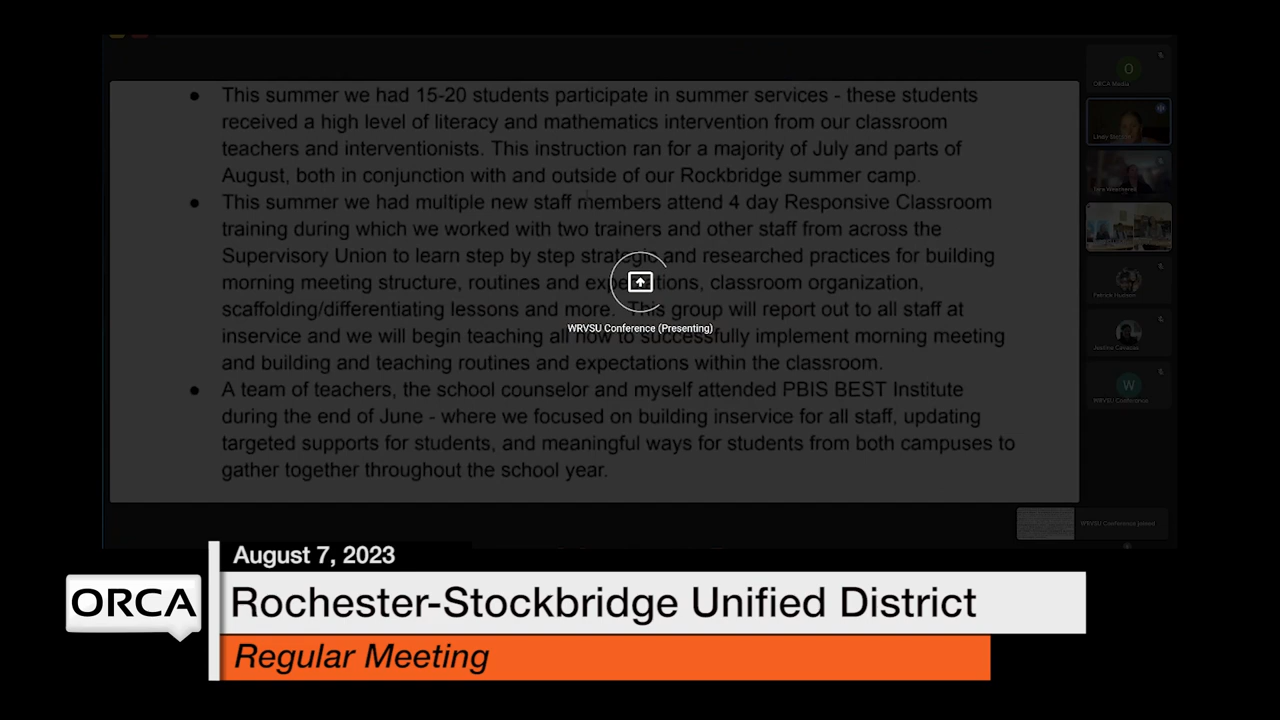 ● This summer we had 15-20 students participate in summer services - these students
received a high level of literacy and mathematics intervention from our classroom
teachers and interventionists. This instruction ran for a majority of July and parts of
August, both in conjunction with and outside of our Rockbridge summer camp.
● This summer we had multiple new staff members attend 4 day Responsive Classroom
training during which we worked with two trainers and other staff from across the
Supervisory Union to learn step by step strategic and researched practices for building
morning meeting structure, routines and expectations, classroom organization,
scaffolding/differentiating lessons and more. This group will report out to all staff at
inservice and we will begin teaching all how to successfully implement morning meeting
and building and teaching routines and expectations within the classroom.
● A team of teachers, the school counselor and myself attended PBIS BEST Institute
during the end of June - where we focused on building inservice for all staff, updating
targeted supports for students, and meaningful ways for students from both campuses to
gather together throughout the school year.
WRVSU Conference (Presenting)
O
ORCA Media
Patrick Hudson
W
WRVSU Conference
WRVSU Conference joined
August 7, 2023
ORCA
Rochester-Stockbridge Unified District
Regular Meeting